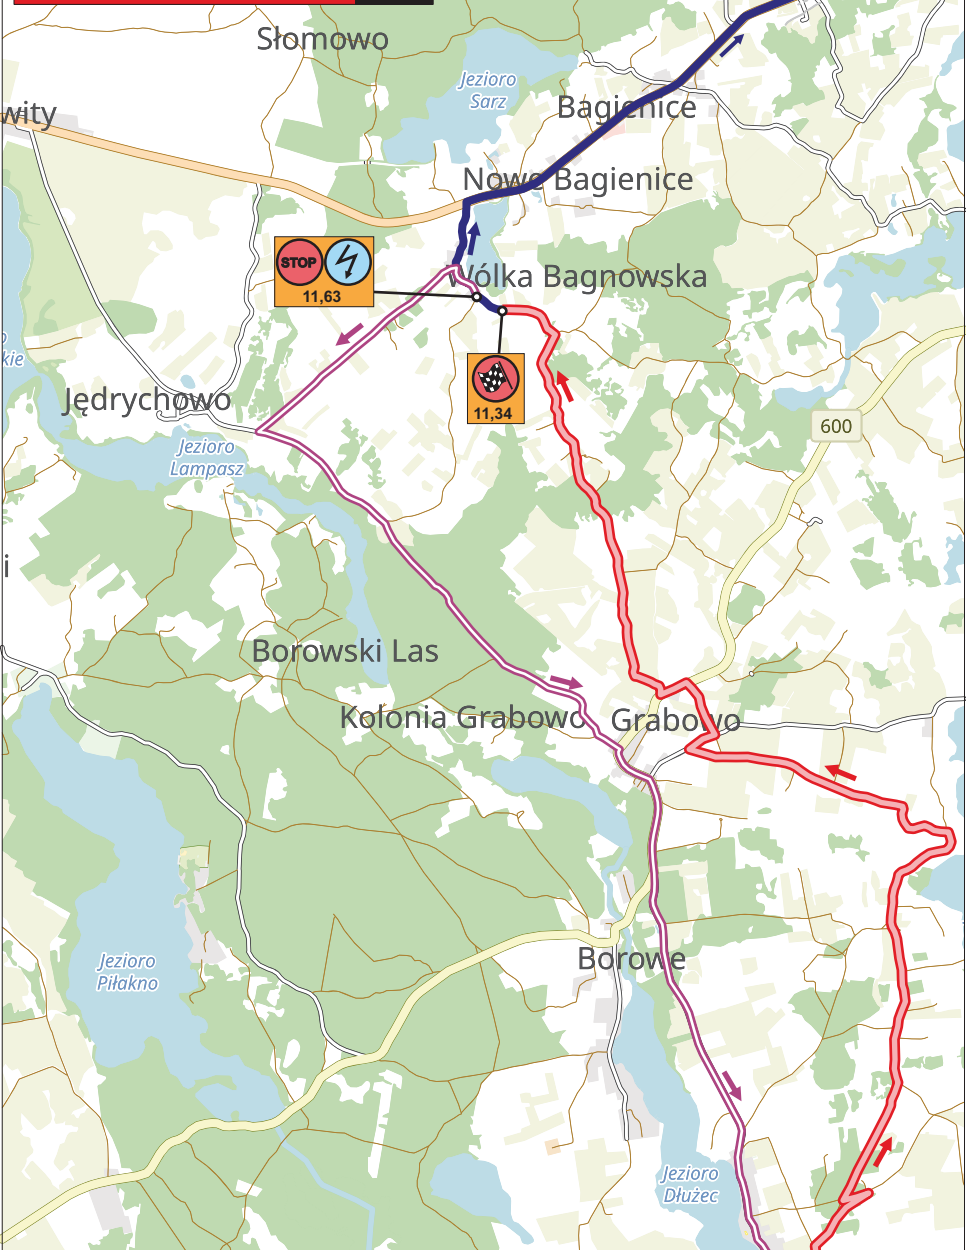 Słomowo
Jezioro
Sarz
Bagienice
wity
Nowe Bagienice
STOP
11,63
Wólka Bagnowska
kie
11,34
Jędrychowo
600
Jezioro
Lampasz
i
Borowski Las
Kolonia Grabowo
Grabowo
Borowe
Jezioro
Piłakno
Jezioro
Dłużec